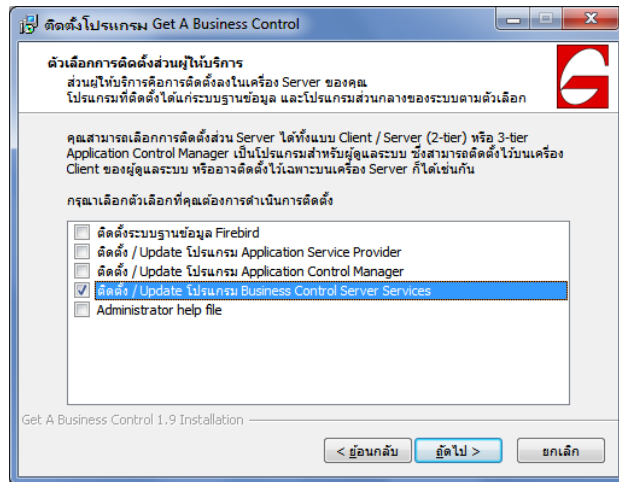 ติดตั้งโปรแกรม Get A Business Control
ตัวเลือกการติดตั้งส่วนผู้ให้บริการ
ส่วนผู้ให้บริการคือการติดตั้งลงในเครื่อง Server ของคุณ
โปรแกรมที่ติดตั้งได้แก่ระบบฐานข้อมูล และโปรแกรมส่วนกลางของระบบตามตัวเลือก
คุณสามารถเลือกการติดตั้งส่วน Server ได้ทั้งแบบ Client / Server (2-tier) หรือ 3-tier
Application Control Manager เป็นโปรแกรมสำหรับผู้ดูแลระบบ ซึ่งสามารถติดตั้งไว้บนเครื่อง
Client ของผู้ดูแลระบบ หรืออาจติดตั้งไว้เฉพาะบนเครื่อง Server ก็ได้เช่นกัน
กรุณาเลือกตัวเลือกที่คุณต้องการดำเนินการติดตั้ง
ติดตั้งระบบฐานข้อมูล Firebird
ติดตั้ง / Update โปรแกรม Application Service Provider
ติดตั้ง / Update โปรแกรม Application Control Manager
ติดตั้ง / Update โปรแกรม Business Control Server Services
Administrator help file
Get A Business Control 1.9 Installation
< ย้อนกลับ ถัดไป > ยกเลิก